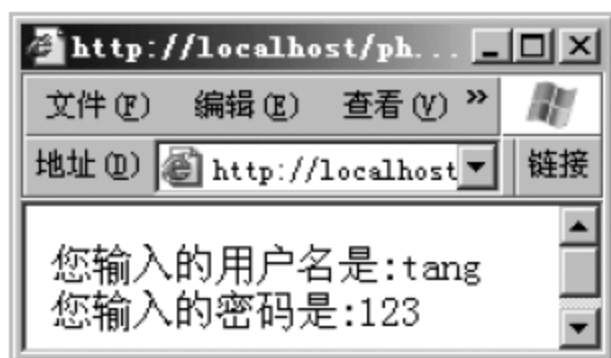 http://localhost/ph...
文件(F) 编辑(E) 查看(V) »
地址(D) http://localhost 链接
您输入的用户名是:tang
您输入的密码是:123